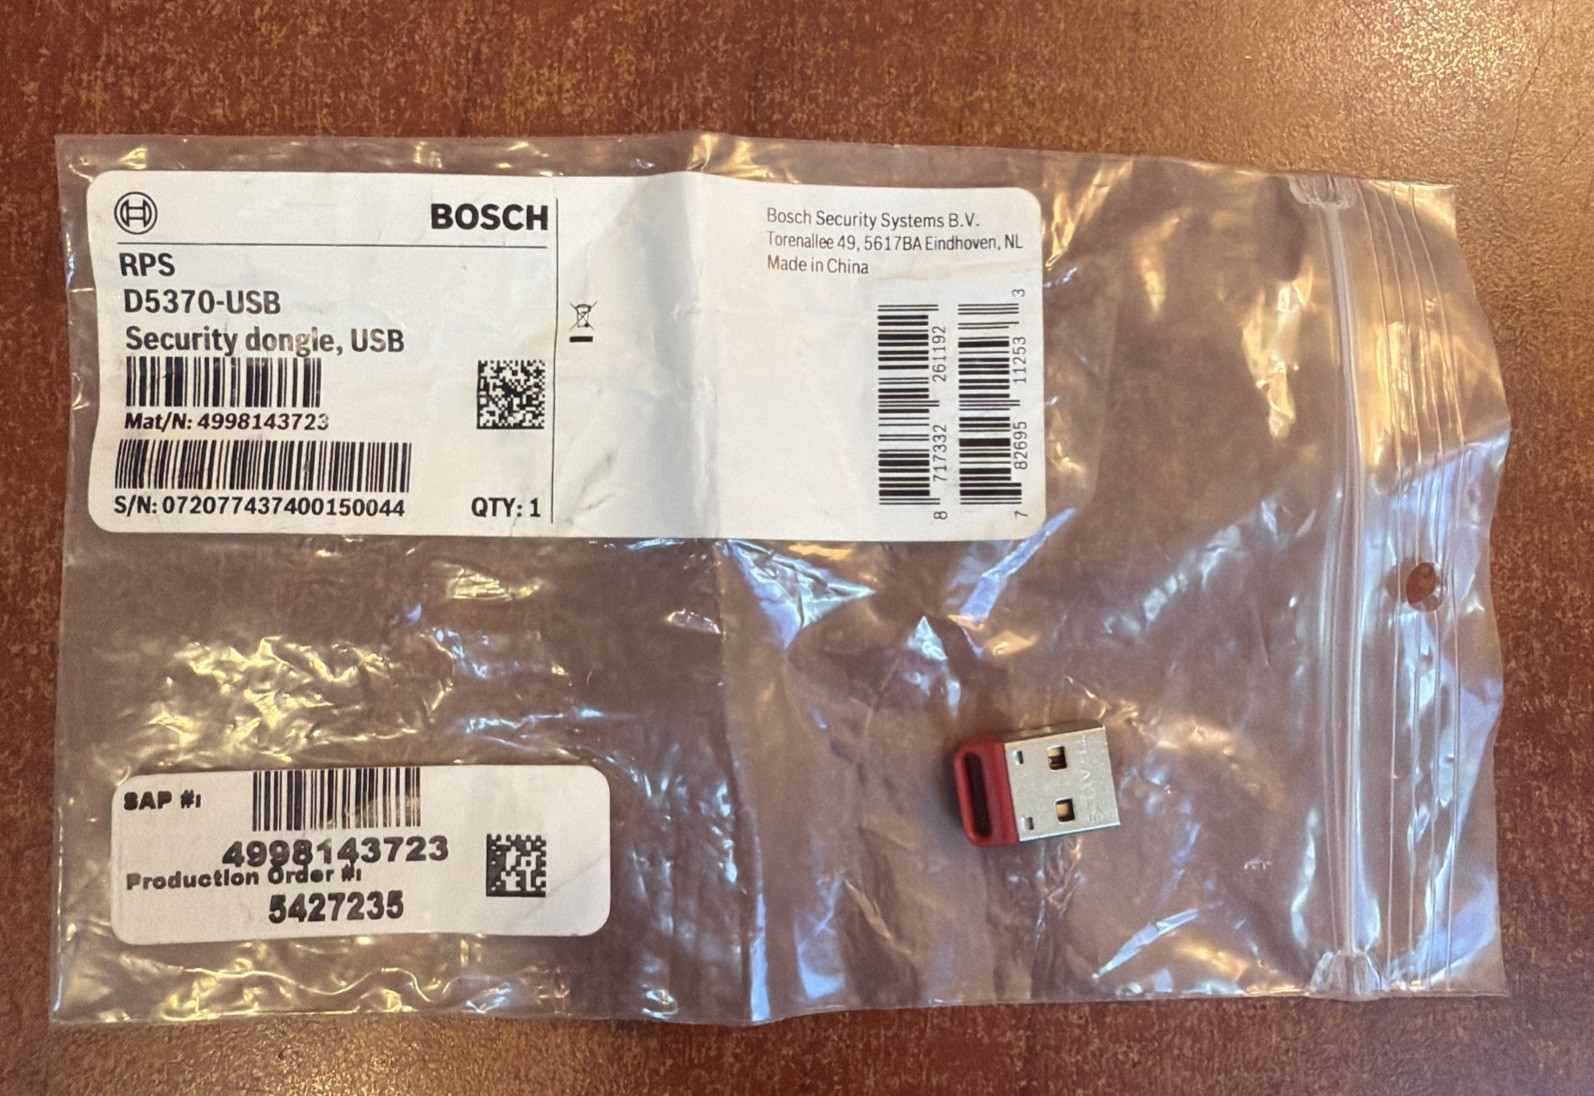 BOSCH
RPS
D5370-USB
Security dongle, USB
Mat/N: 4998143723
S/N: 072077437400150044
QTY: 1
Bosch Security Systems B.V.
Torenallee 49, 5617BA Eindhoven, NL
Made in China
8 717332 261192
7 82695 11253 3
SAP #:
4998143723
Production Order #:
5427235